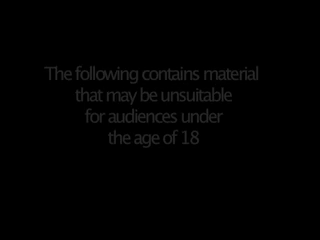 The following contains material
that may be unsuitable
for audiences under
the age of 18